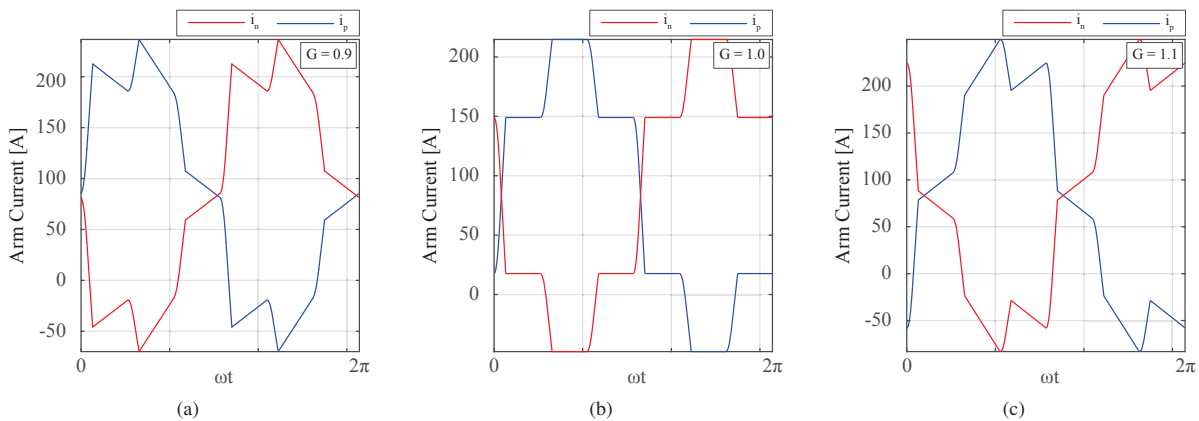 i_n i_p
G = 0.9
Arm Current [A]
200
150
100
50
0
-50
0
2π
ωt
(a)
i_n i_p
G = 1.0
Arm Current [A]
200
150
100
50
0
0
2π
ωt
(b)
i_n i_p
G = 1.1
Arm Current [A]
200
150
100
50
0
-50
0
2π
ωt
(c)